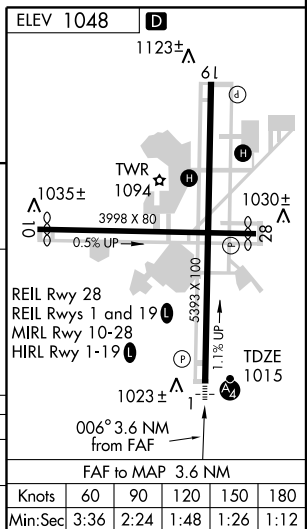 ELEV 1048 D
1123±
19
P
H
TWR
1094
H
1035±
1030±
3998 X 80
10
28
0.5% UP
P
5393 X 100
REIL Rwy 28
REIL Rwys 1 and 19 L
MIRL Rwy 10-28
HIRL Rwy 1-19 L
1.1% UP
P
TDZE
1015
A4
1023±
1
006° 3.6 NM
from FAF
FAF to MAP 3.6 NM
Knots 60 90 120 150 180
Min:Sec 3:36 2:24 1:48 1:26 1:12